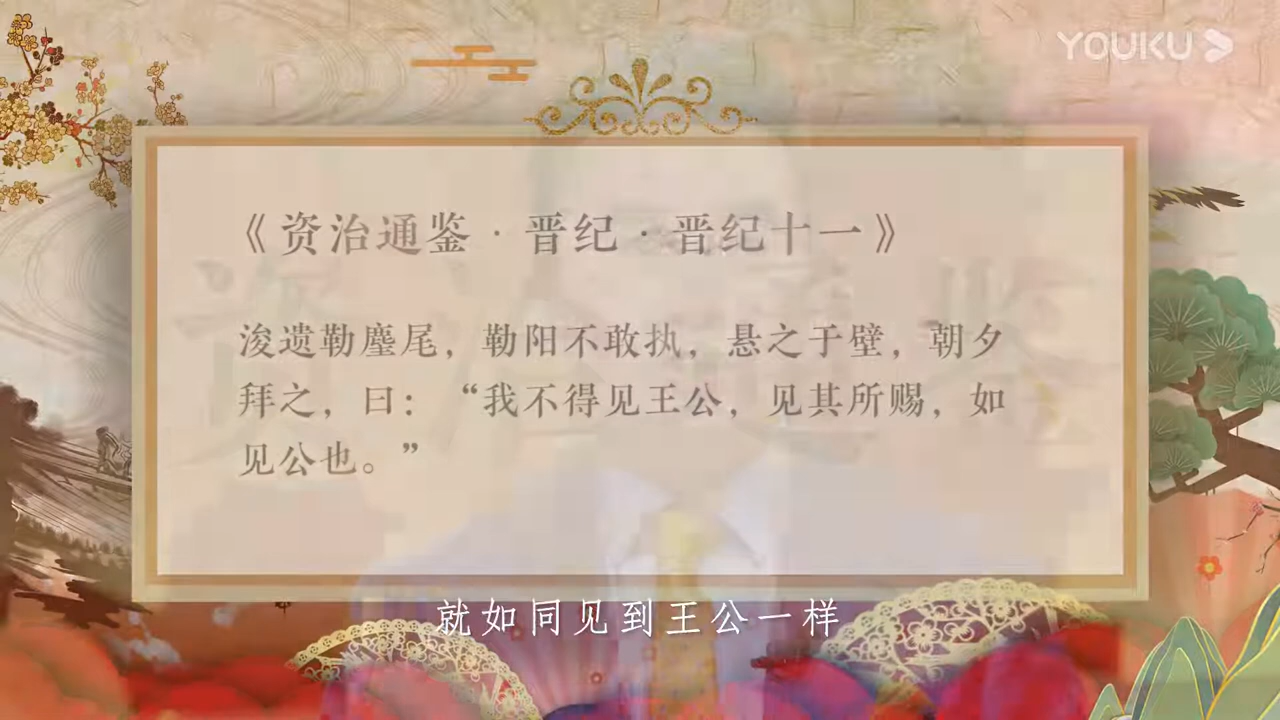 YOUKU
《资治通鉴·晋纪·晋纪十一》
浚遗勒麈尾，勒阳不敢执，悬之于壁，朝夕
拜之，曰：“我不得见王公，见其所赐，如
见公也。”
就如同见到王公一样